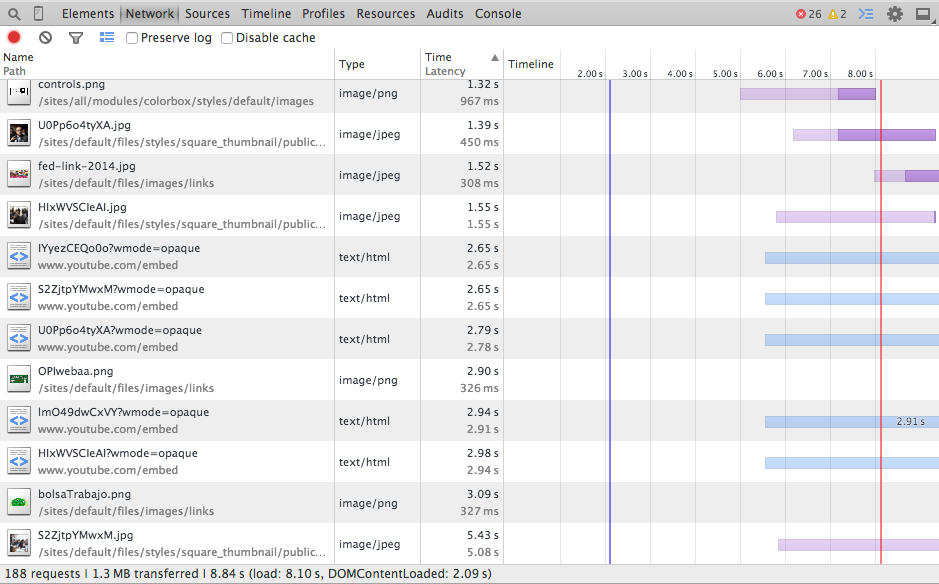 Elements Network Sources Timeline Profiles Resources Audits Console 26 2
Preserve log Disable cache
Name Path Type Time Latency Timeline 2.00 s 3.00 s 4.00 s 5.00 s 6.00 s 7.00 s 8.00 s
controls.png 1.32 s
/sites/all/modules/colorbox/styles/default/images image/png 967 ms
U0Pp6o4tyXA.jpg 1.39 s
/sites/default/files/styles/square_thumbnail/public... image/jpeg 450 ms
fed-link-2014.jpg 1.52 s
/sites/default/files/images/links image/jpeg 308 ms
HIxWVSCIeAI.jpg 1.55 s
/sites/default/files/styles/square_thumbnail/public... image/jpeg 1.55 s
IYyezCEQo0o?wmode=opaque 2.65 s
www.youtube.com/embed text/html 2.65 s
S2ZjtpYMwxM?wmode=opaque 2.65 s
www.youtube.com/embed text/html 2.65 s
U0Pp6o4tyXA?wmode=opaque 2.79 s
www.youtube.com/embed text/html 2.78 s
OPIwebaa.png 2.90 s
/sites/default/files/images/links image/png 326 ms
ImO49dwCxVY?wmode=opaque 2.94 s
www.youtube.com/embed text/html 2.91 s 2.91 s
HIxWVSCIeAI?wmode=opaque 2.98 s
www.youtube.com/embed text/html 2.94 s
bolsaTrabajo.png 3.09 s
/sites/default/files/images/links image/png 327 ms
S2ZjtpYMwxM.jpg 5.43 s
/sites/default/files/styles/square_thumbnail/public... image/jpeg 5.08 s
188 requests | 1.3 MB transferred | 8.84 s (load: 8.10 s, DOMContentLoaded: 2.09 s)